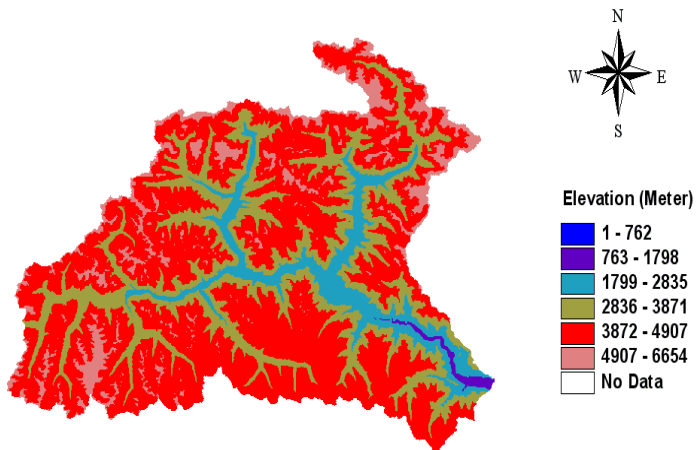 N
W E
S
Elevation (Meter)
1 - 762
763 - 1798
1799 - 2835
2836 - 3871
3872 - 4907
4907 - 6654
No Data